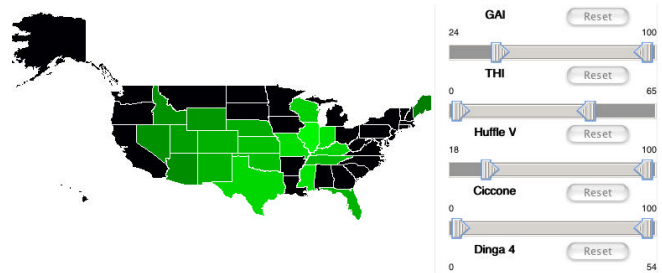 GAI Reset
24 100
THI Reset
0 65
Huffle V Reset
18 100
Ciccone Reset
0 100
Dinga 4 Reset
0 54